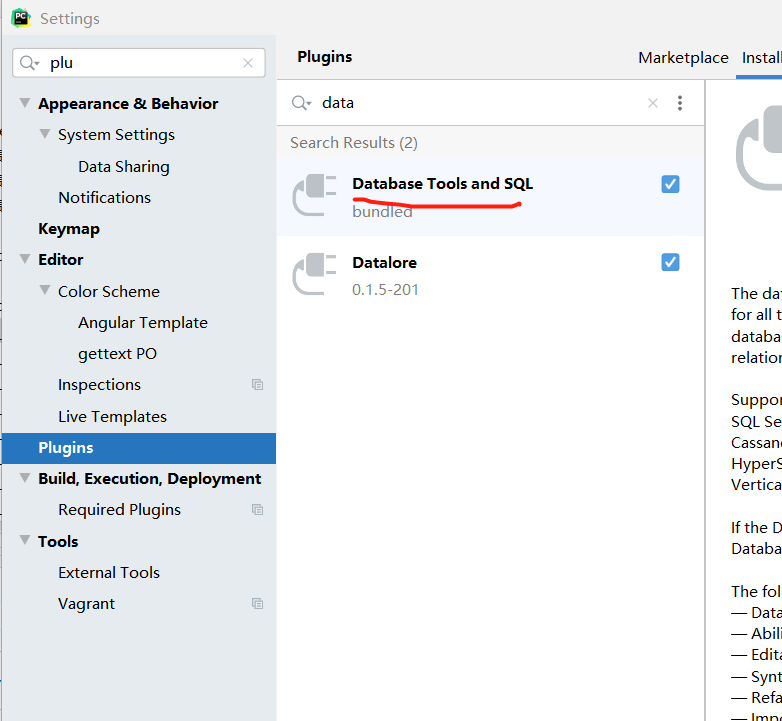 PC
Settings
plu
Appearance & Behavior
System Settings
Data Sharing
Notifications
Keymap
Editor
Color Scheme
Angular Template
gettext PO
Inspections
Live Templates
Plugins
Build, Execution, Deployment
Required Plugins
Tools
External Tools
Vagrant
Plugins
Marketplace
Install
data
Search Results (2)
Database Tools and SQL
bundled
Datalore
0.1.5-201
The dat
for all t
databa
relation
Suppor
SQL Se
Cassand
HyperS
Vertica
If the D
Databa
The fol
— Data
— Abili
— Edita
— Synt
— Refa
— Impo